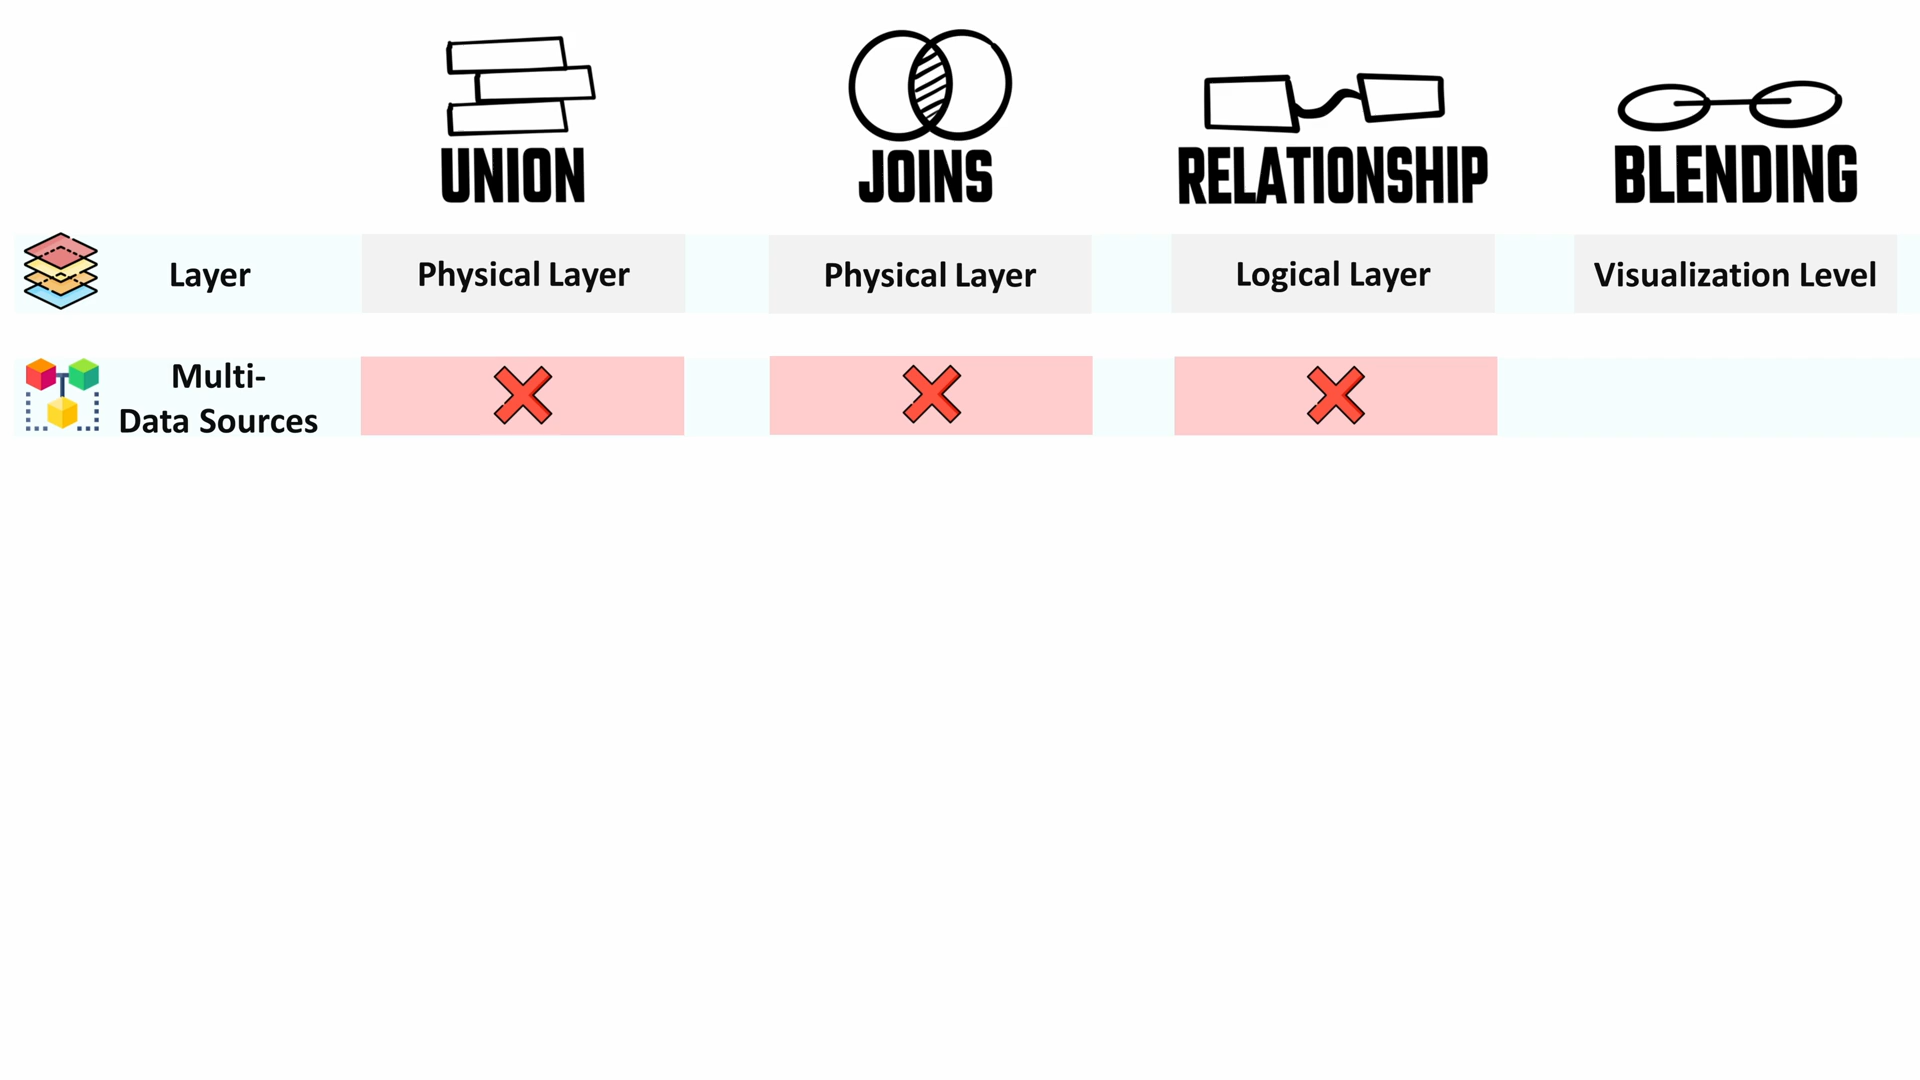 UNION
JOINS
RELATIONSHIP
BLENDING
Layer
Physical Layer
Physical Layer
Logical Layer
Visualization Level
Multi-
Data Sources